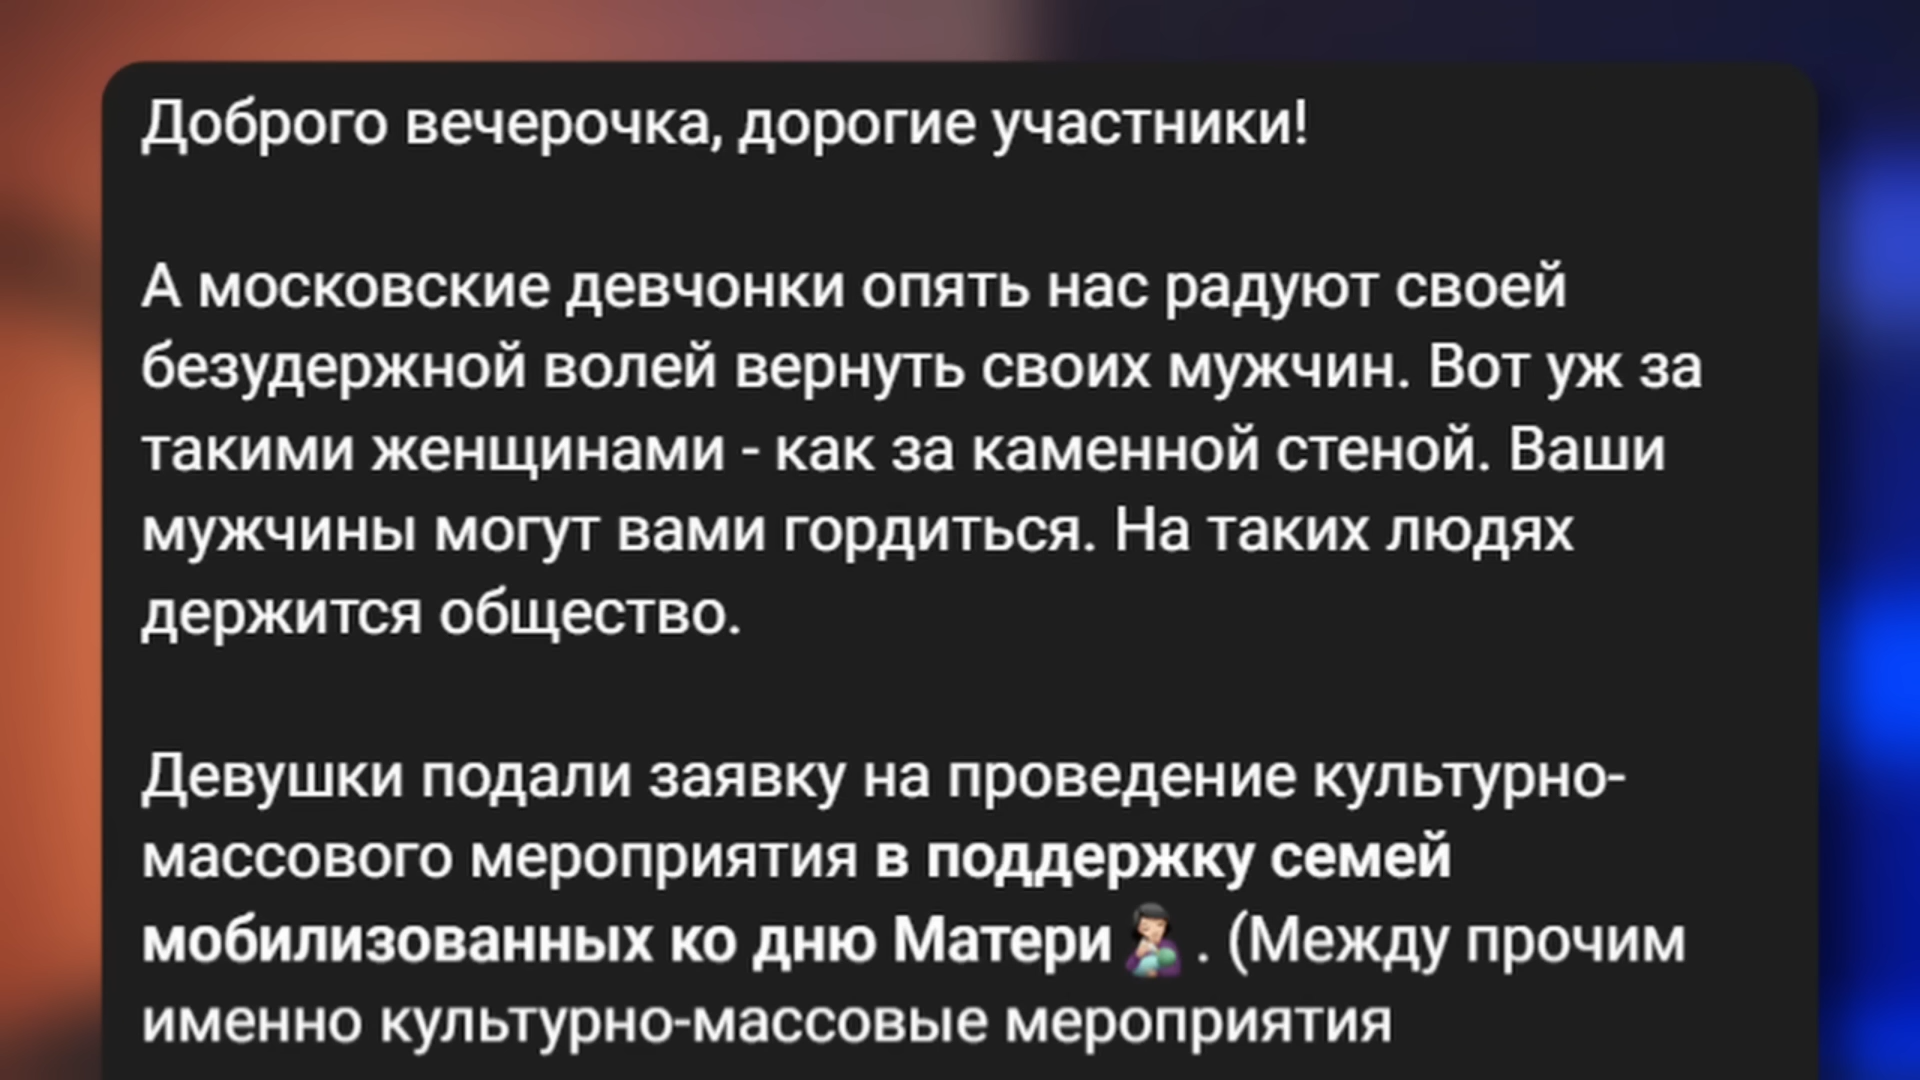 Доброго вечерочка, дорогие участники!
А московские девчонки опять нас радуют своей
безудержной волей вернуть своих мужчин. Вот уж за
такими женщинами - как за каменной стеной. Ваши
мужчины могут вами гордиться. На таких людях
держится общество.
Девушки подали заявку на проведение культурно-
массового мероприятия в поддержку семей
мобилизованных ко дню Матери🤱🏻. (Между прочим
именно культурно-массовые мероприятия